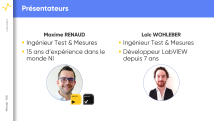 Présentateurs
Maxime RENAUD
Ingénieur Test & Mesures
15 ans d'expérience dans le
monde NI
Loïc WOHLEBER
Ingénieur Test & Mesures
Développeur LabVIEW
depuis 7 ans